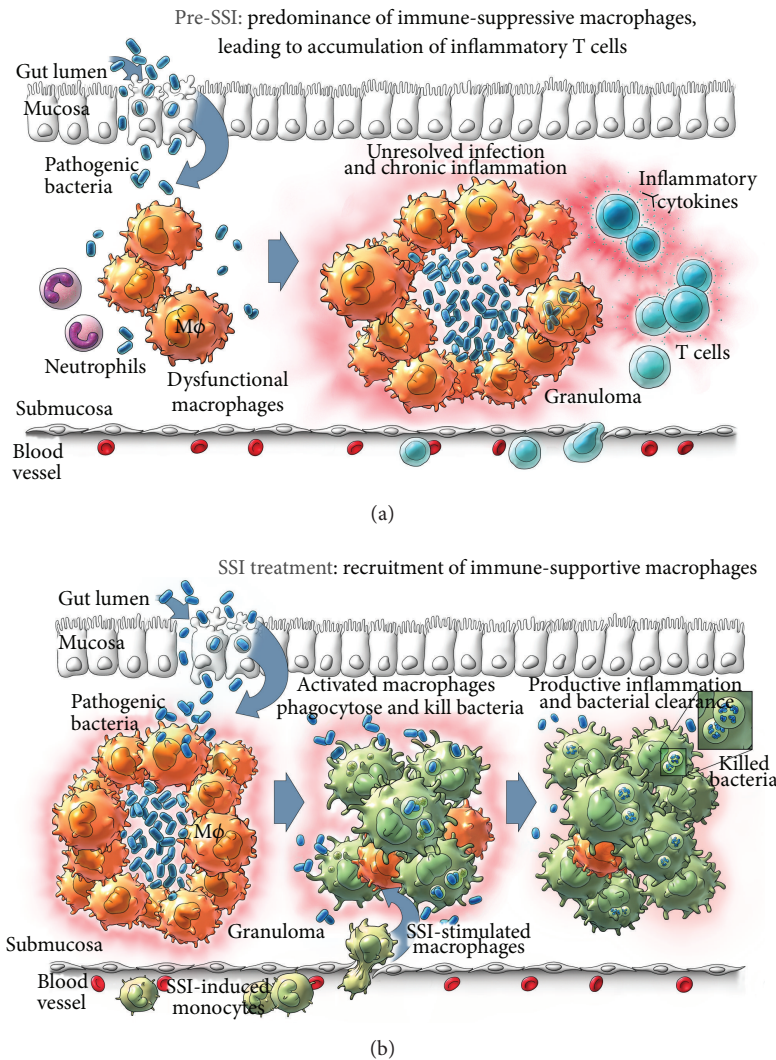 Pre-SSI: predominance of immune-suppressive macrophages,
leading to accumulation of inflammatory T cells
Gut lumen
Mucosa
Pathogenic
bacteria
Unresolved infection
and chronic inflammation
Inflammatory
cytokines
Mϕ
Neutrophils
Dysfunctional
macrophages
T cells
Granuloma
Submucosa
Blood
vessel
(a)
SSI treatment: recruitment of immune-supportive macrophages
Gut lumen
Mucosa
Pathogenic
bacteria
Activated macrophages
phagocytose and kill bacteria
Productive inflammation
and bacterial clearance
Killed
bacteria
Mϕ
Granuloma
SSI-stimulated
macrophages
Submucosa
Blood
vessel
SSI-induced
monocytes
(b)